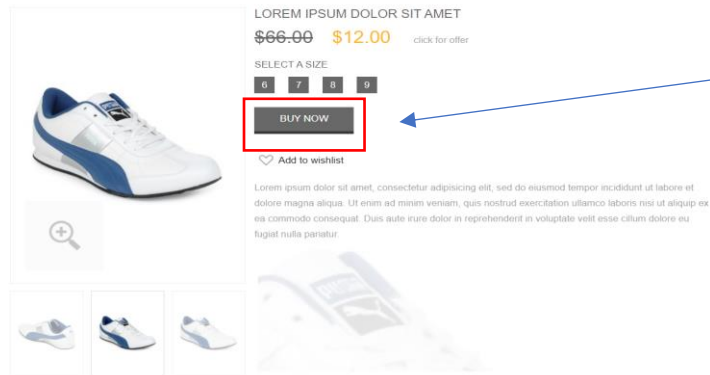 LOREM IPSUM DOLOR SIT AMET
$66.00 $12.00 click for offer
SELECT A SIZE
6 7 8 9
BUY NOW
Add to wishlist
Lorem ipsum dolor sit amet, consectetur adipisicing elit, sed do eiusmod tempor incididunt ut labore et
dolore magna aliqua. Ut enim ad minim veniam, quis nostrud exercitation ullamco laboris nisi ut aliquip ex
ea commodo consequat. Duis aute irure dolor in reprehenderit in voluptate velit esse cillum dolore eu
fugiat nulla pariatur.